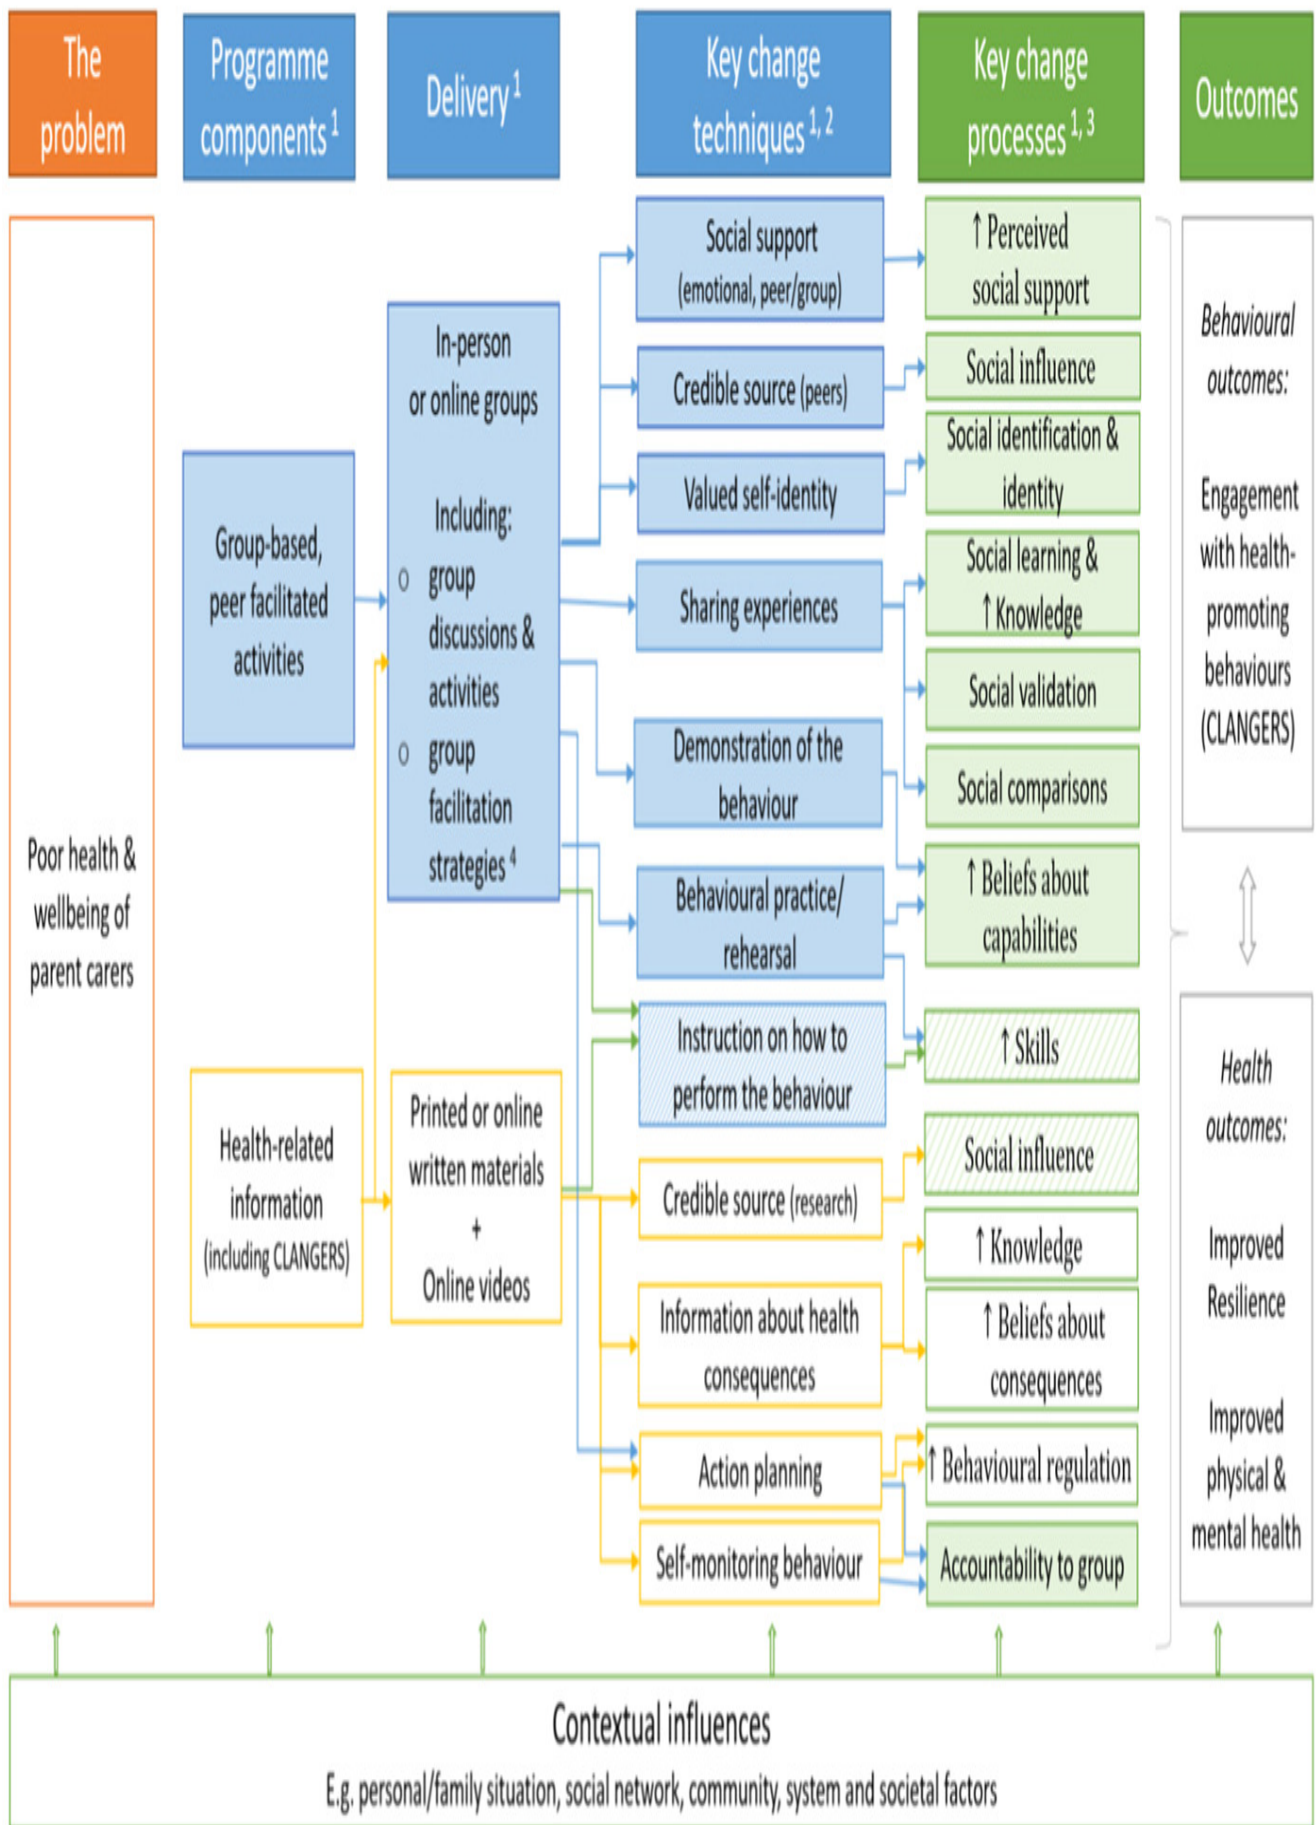 The
problem
Programme
components 1
Delivery 1
Key change
techniques 1, 2
Key change
processes 1, 3
Outcomes
Poor health &
wellbeing of
parent carers
Group-based,
peer facilitated
activities
Health-related
information
(including CLANGERS)
In-person
or online groups
Including:
o group
discussions &
activities
o group
facilitation
strategies 4
Printed or online
written materials
+
Online videos
Social support
(emotional, peer/group)
Credible source (peers)
Valued self-identity
Sharing experiences
Demonstration of the
behaviour
Behavioural practice/
rehearsal
Instruction on how to
perform the behaviour
Credible source (research)
Information about health
consequences
Action planning
Self-monitoring behaviour
↑ Perceived
social support
Social influence
Social identification &
identity
Social learning &
↑ Knowledge
Social validation
Social comparisons
↑ Beliefs about
capabilities
↑ Skills
Social influence
↑ Knowledge
↑ Beliefs about
consequences
↑ Behavioural regulation
Accountability to group
Behavioural
outcomes:
Engagement
with health-
promoting
behaviours
(CLANGERS)
Health
outcomes:
Improved
Resilience
Improved
physical &
mental health
Contextual influences
E.g. personal/family situation, social network, community, system and societal factors